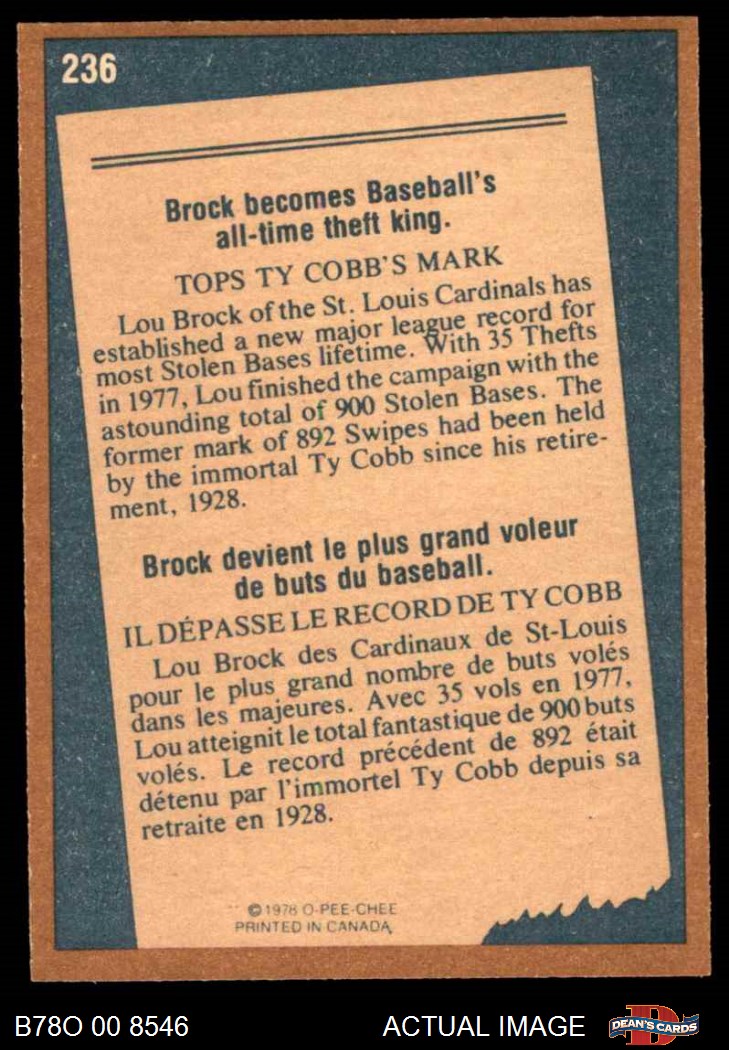 236
Brock becomes Baseball's
all-time theft king.
TOPS TY COBB'S MARK
Lou Brock of the St. Louis Cardinals has
established a new major league record for
most Stolen Bases lifetime. With 35 Thefts
in 1977, Lou finished the campaign with the
astounding total of 900 Stolen Bases. The
former mark of 892 Swipes had been held
by the immortal Ty Cobb since his retire-
ment, 1928.
Brock devient le plus grand voleur
de buts du baseball.
IL DÉPASSE LE RECORD DE TY COBB
Lou Brock des Cardinaux de St-Louis
pour le plus grand nombre de buts volés
dans les majeures. Avec 35 vols en 1977,
Lou atteignit le total fantastique de 900 buts
volés. Le record précédent de 892 était
détenu par l'immortel Ty Cobb depuis sa
retraite en 1928.
©1978 O-PEE-CHEE
PRINTED IN CANADA
B78O 00 8546
ACTUAL IMAGE
DEAN'S CARDS